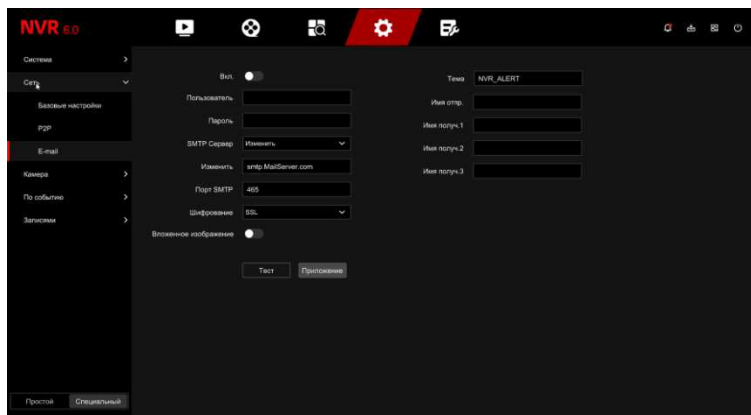 NVR 6.0
Система
Сеть
Базовые настройки
P2P
E-mail
Камера
По событию
Записями
Простой
Специальный
Вкл.
Пользователь
Пароль
SMTP Сервер Изменить
Изменить smtp.MailServer.com
Порт SMTP 465
Шифрование SSL
Вложенное изображение
Тест
Приложение
Тема NVR_ALERT
Имя отпр.
Имя получ.1
Имя получ.2
Имя получ.3